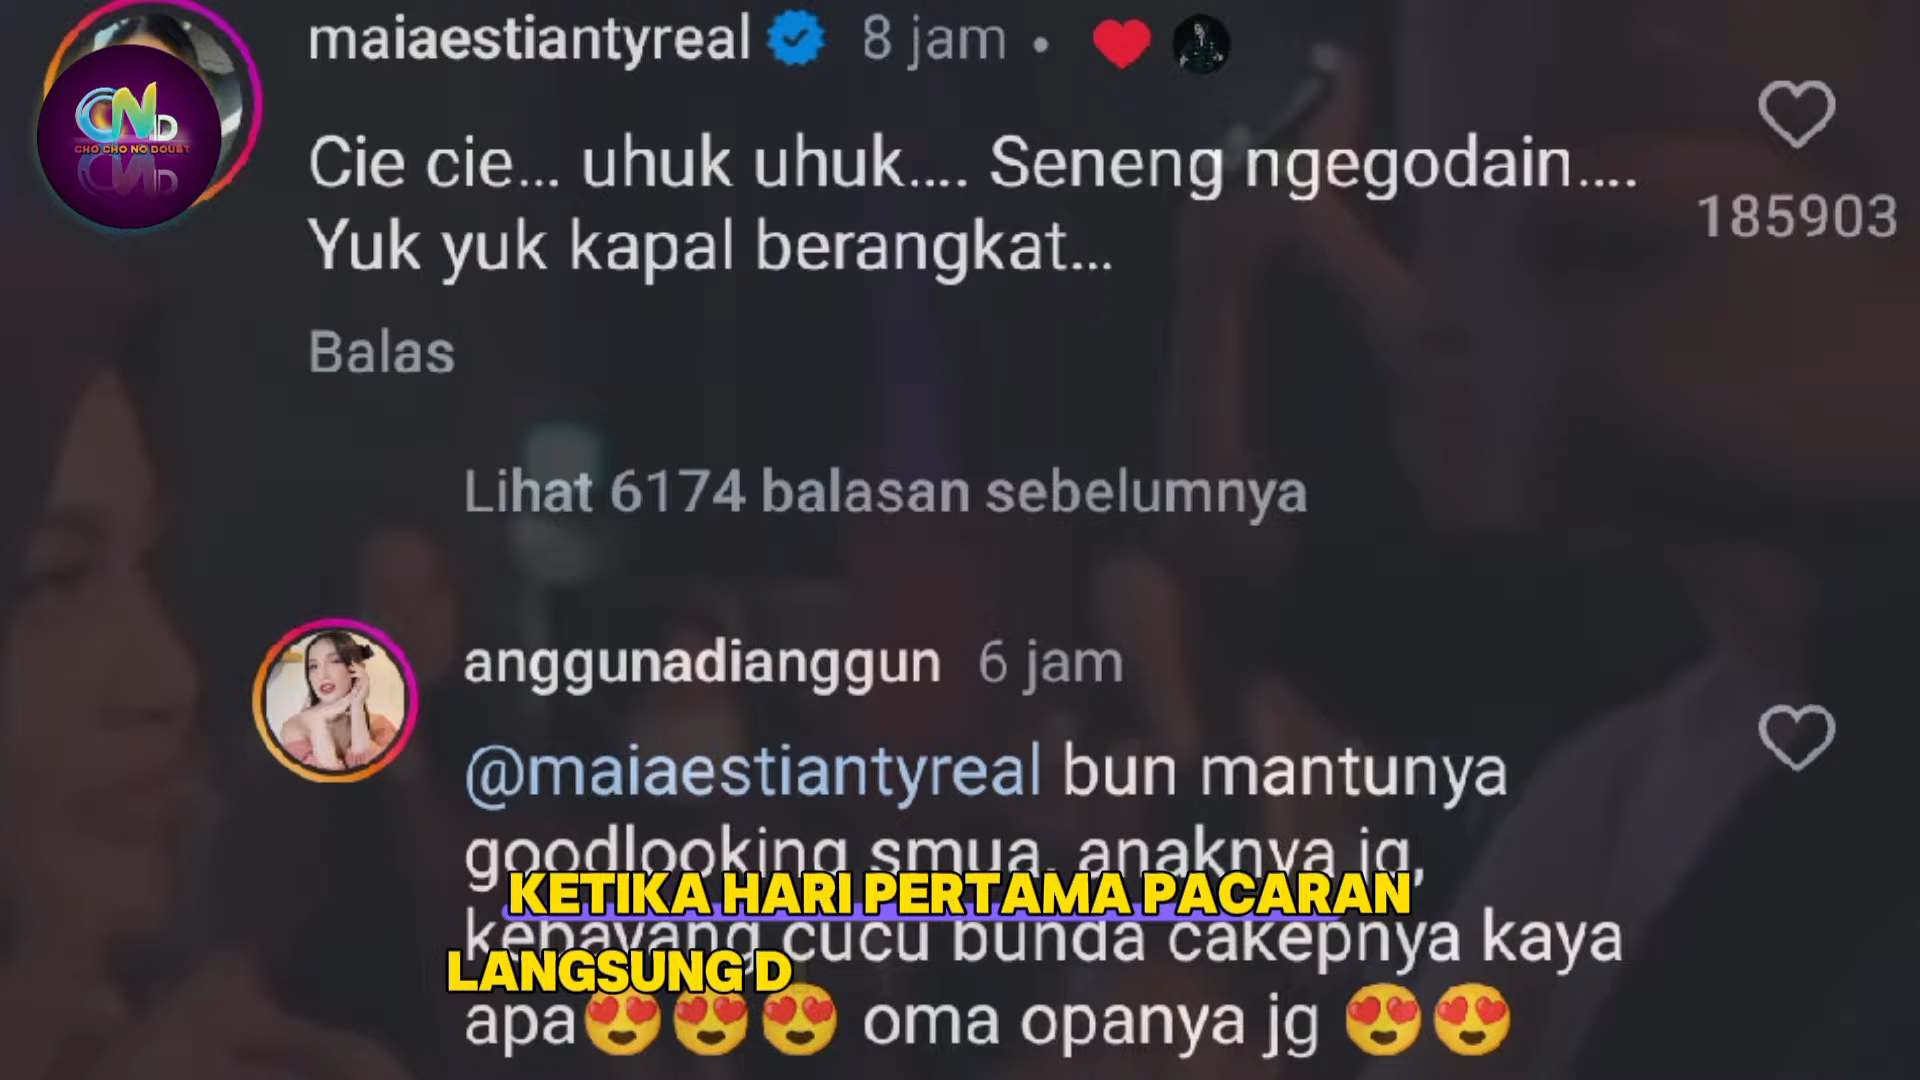 maiaestiantyreal 8 jam •
CND
CHO CHO NO DOUBT
Cie cie... uhuk uhuk.... Seneng ngegodain....
Yuk yuk kapal berangkat...
185903
Balas
Lihat 6174 balasan sebelumnya
anggunadianggun 6 jam
@maiaestiantyreal bun mantunya
goodlooking smua, anaknya jg,
KETIKA HARI PERTAMA PACARAN
kebayang cucu bunda cakepnya kaya
LANGSUNG D
apa😍😍😍 oma opanya jg 😍😍